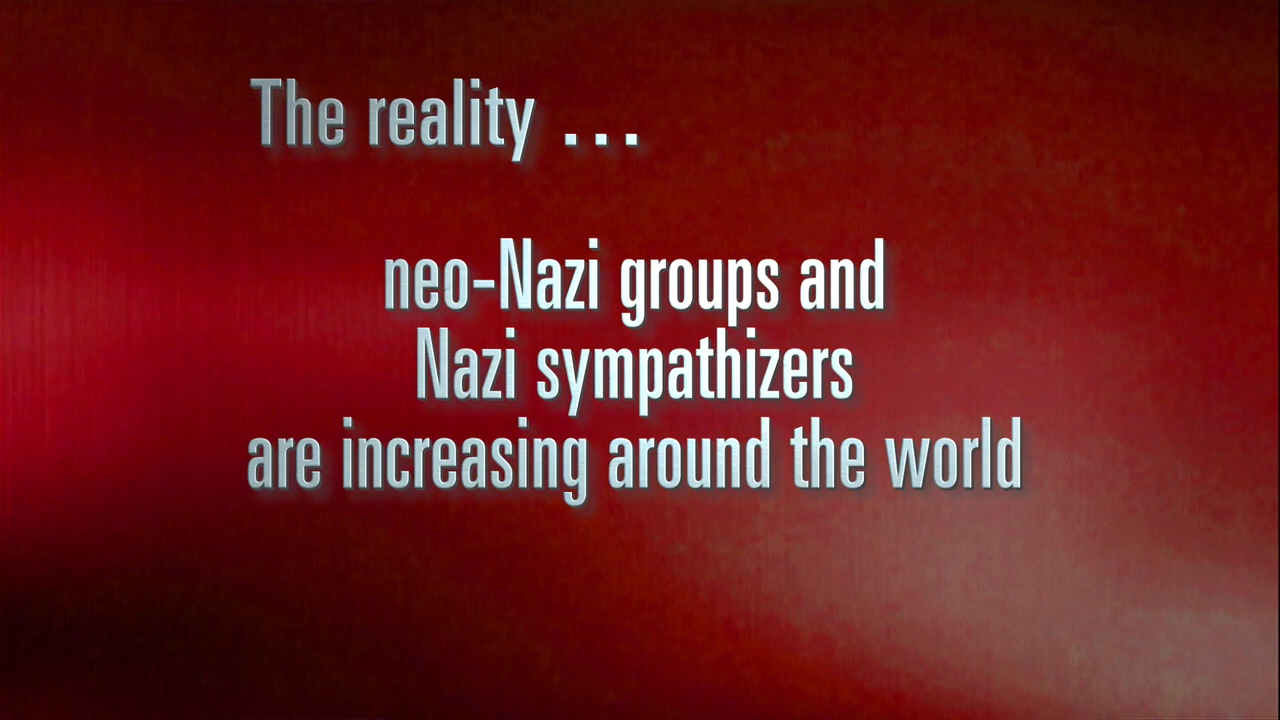 The reality ...
neo-Nazi groups and
Nazi sympathizers
are increasing around the world